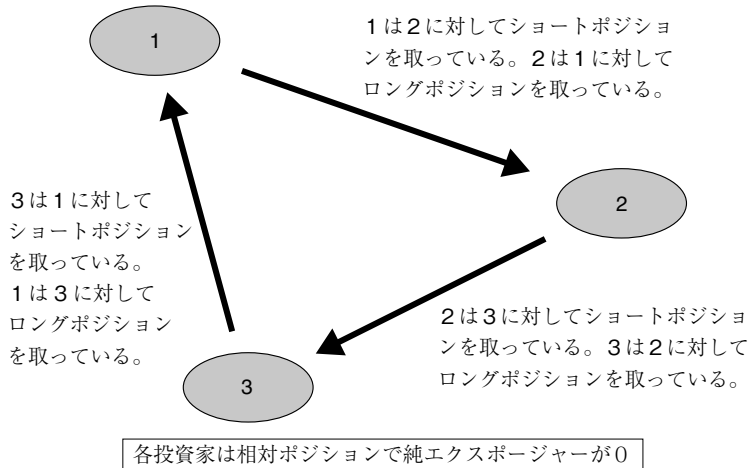 1
1は2に対してショートポジショ
ンを取っている。2は1に対して
ロングポジションを取っている。
3は1に対して
ショートポジション
を取っている。
1は3に対して
ロングポジション
を取っている。
2
2は3に対してショートポジショ
ンを取っている。3は2に対して
ロングポジションを取っている。
3
各投資家は相対ポジションで純エクスポージャーが0